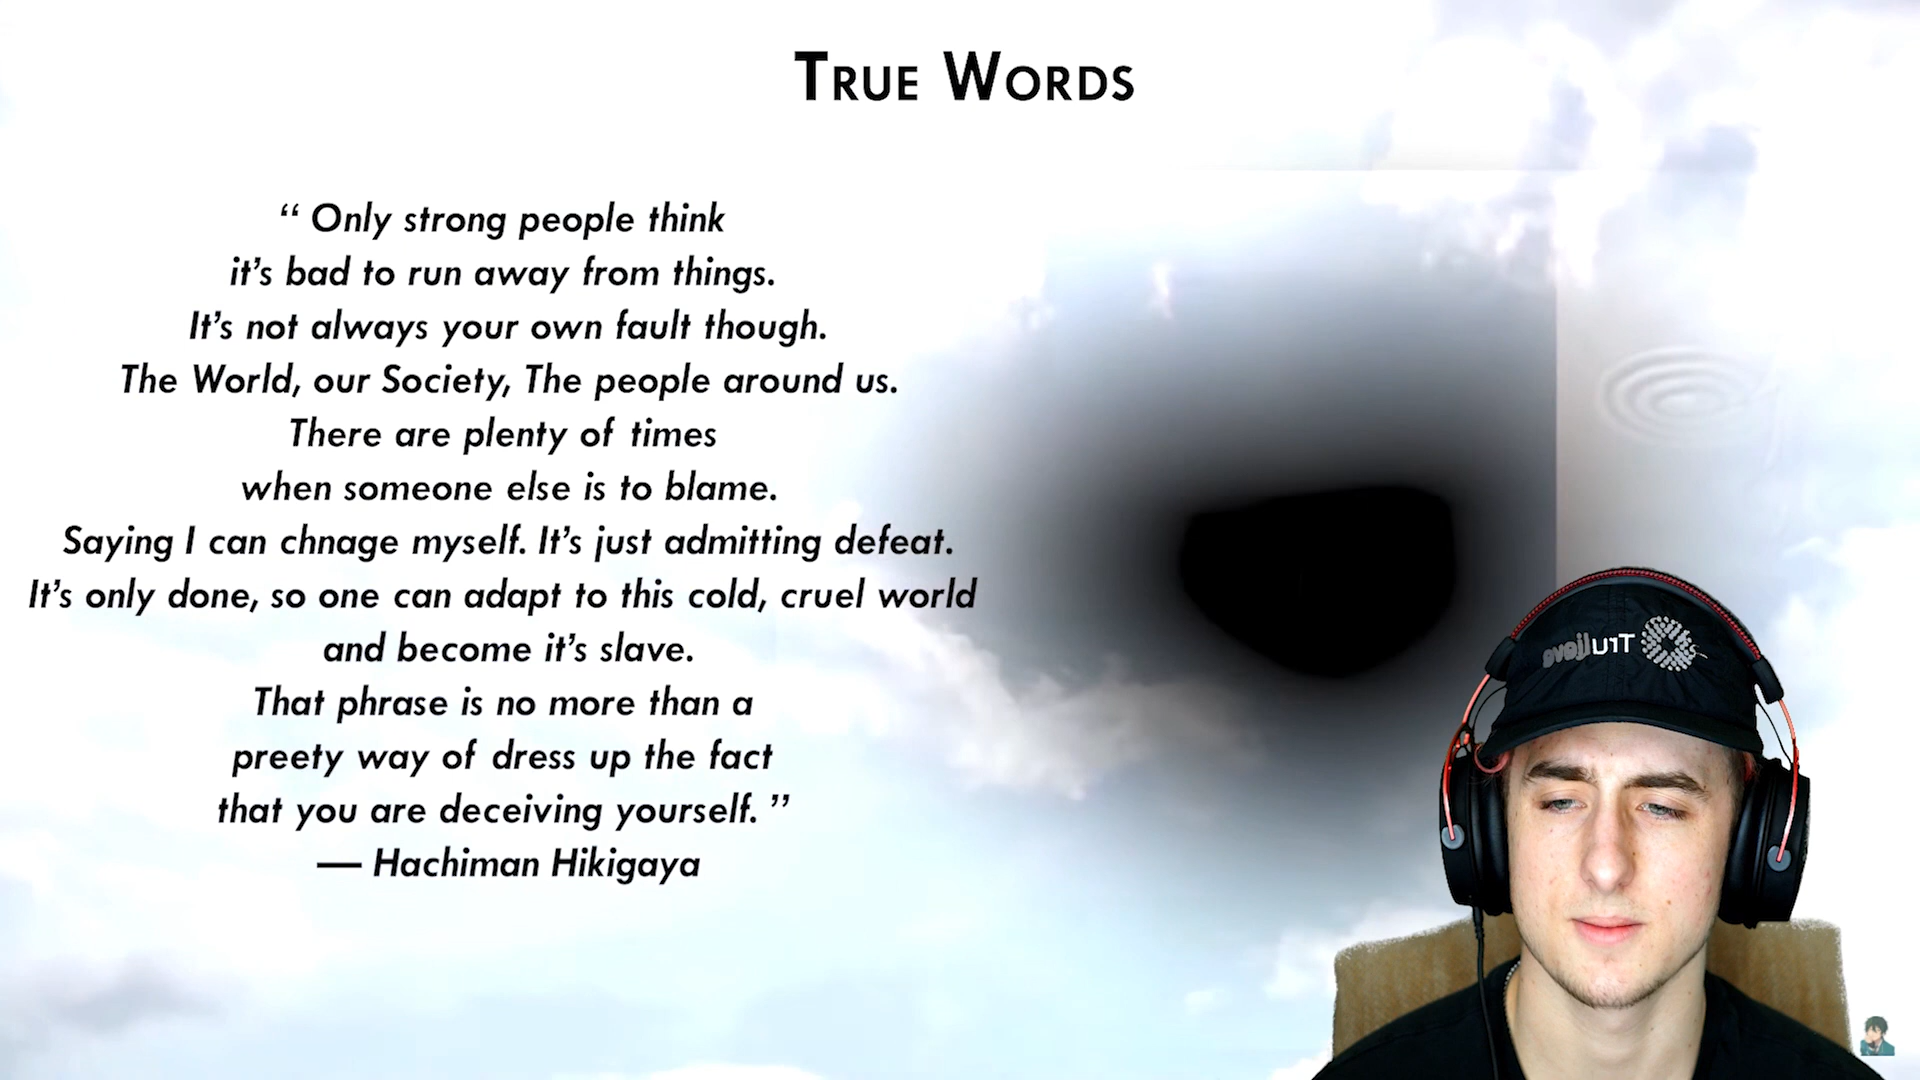 True Words
“ Only strong people think
it’s bad to run away from things.
It’s not always your own fault though.
The World, our Society, The people around us.
There are plenty of times
when someone else is to blame.
Saying I can chnage myself. It’s just admitting defeat.
It’s only done, so one can adapt to this cold, cruel world
and become it’s slave.
That phrase is no more than a
preety way of dress up the fact
that you are deceiving yourself. ”
— Hachiman Hikigaya
Trullove